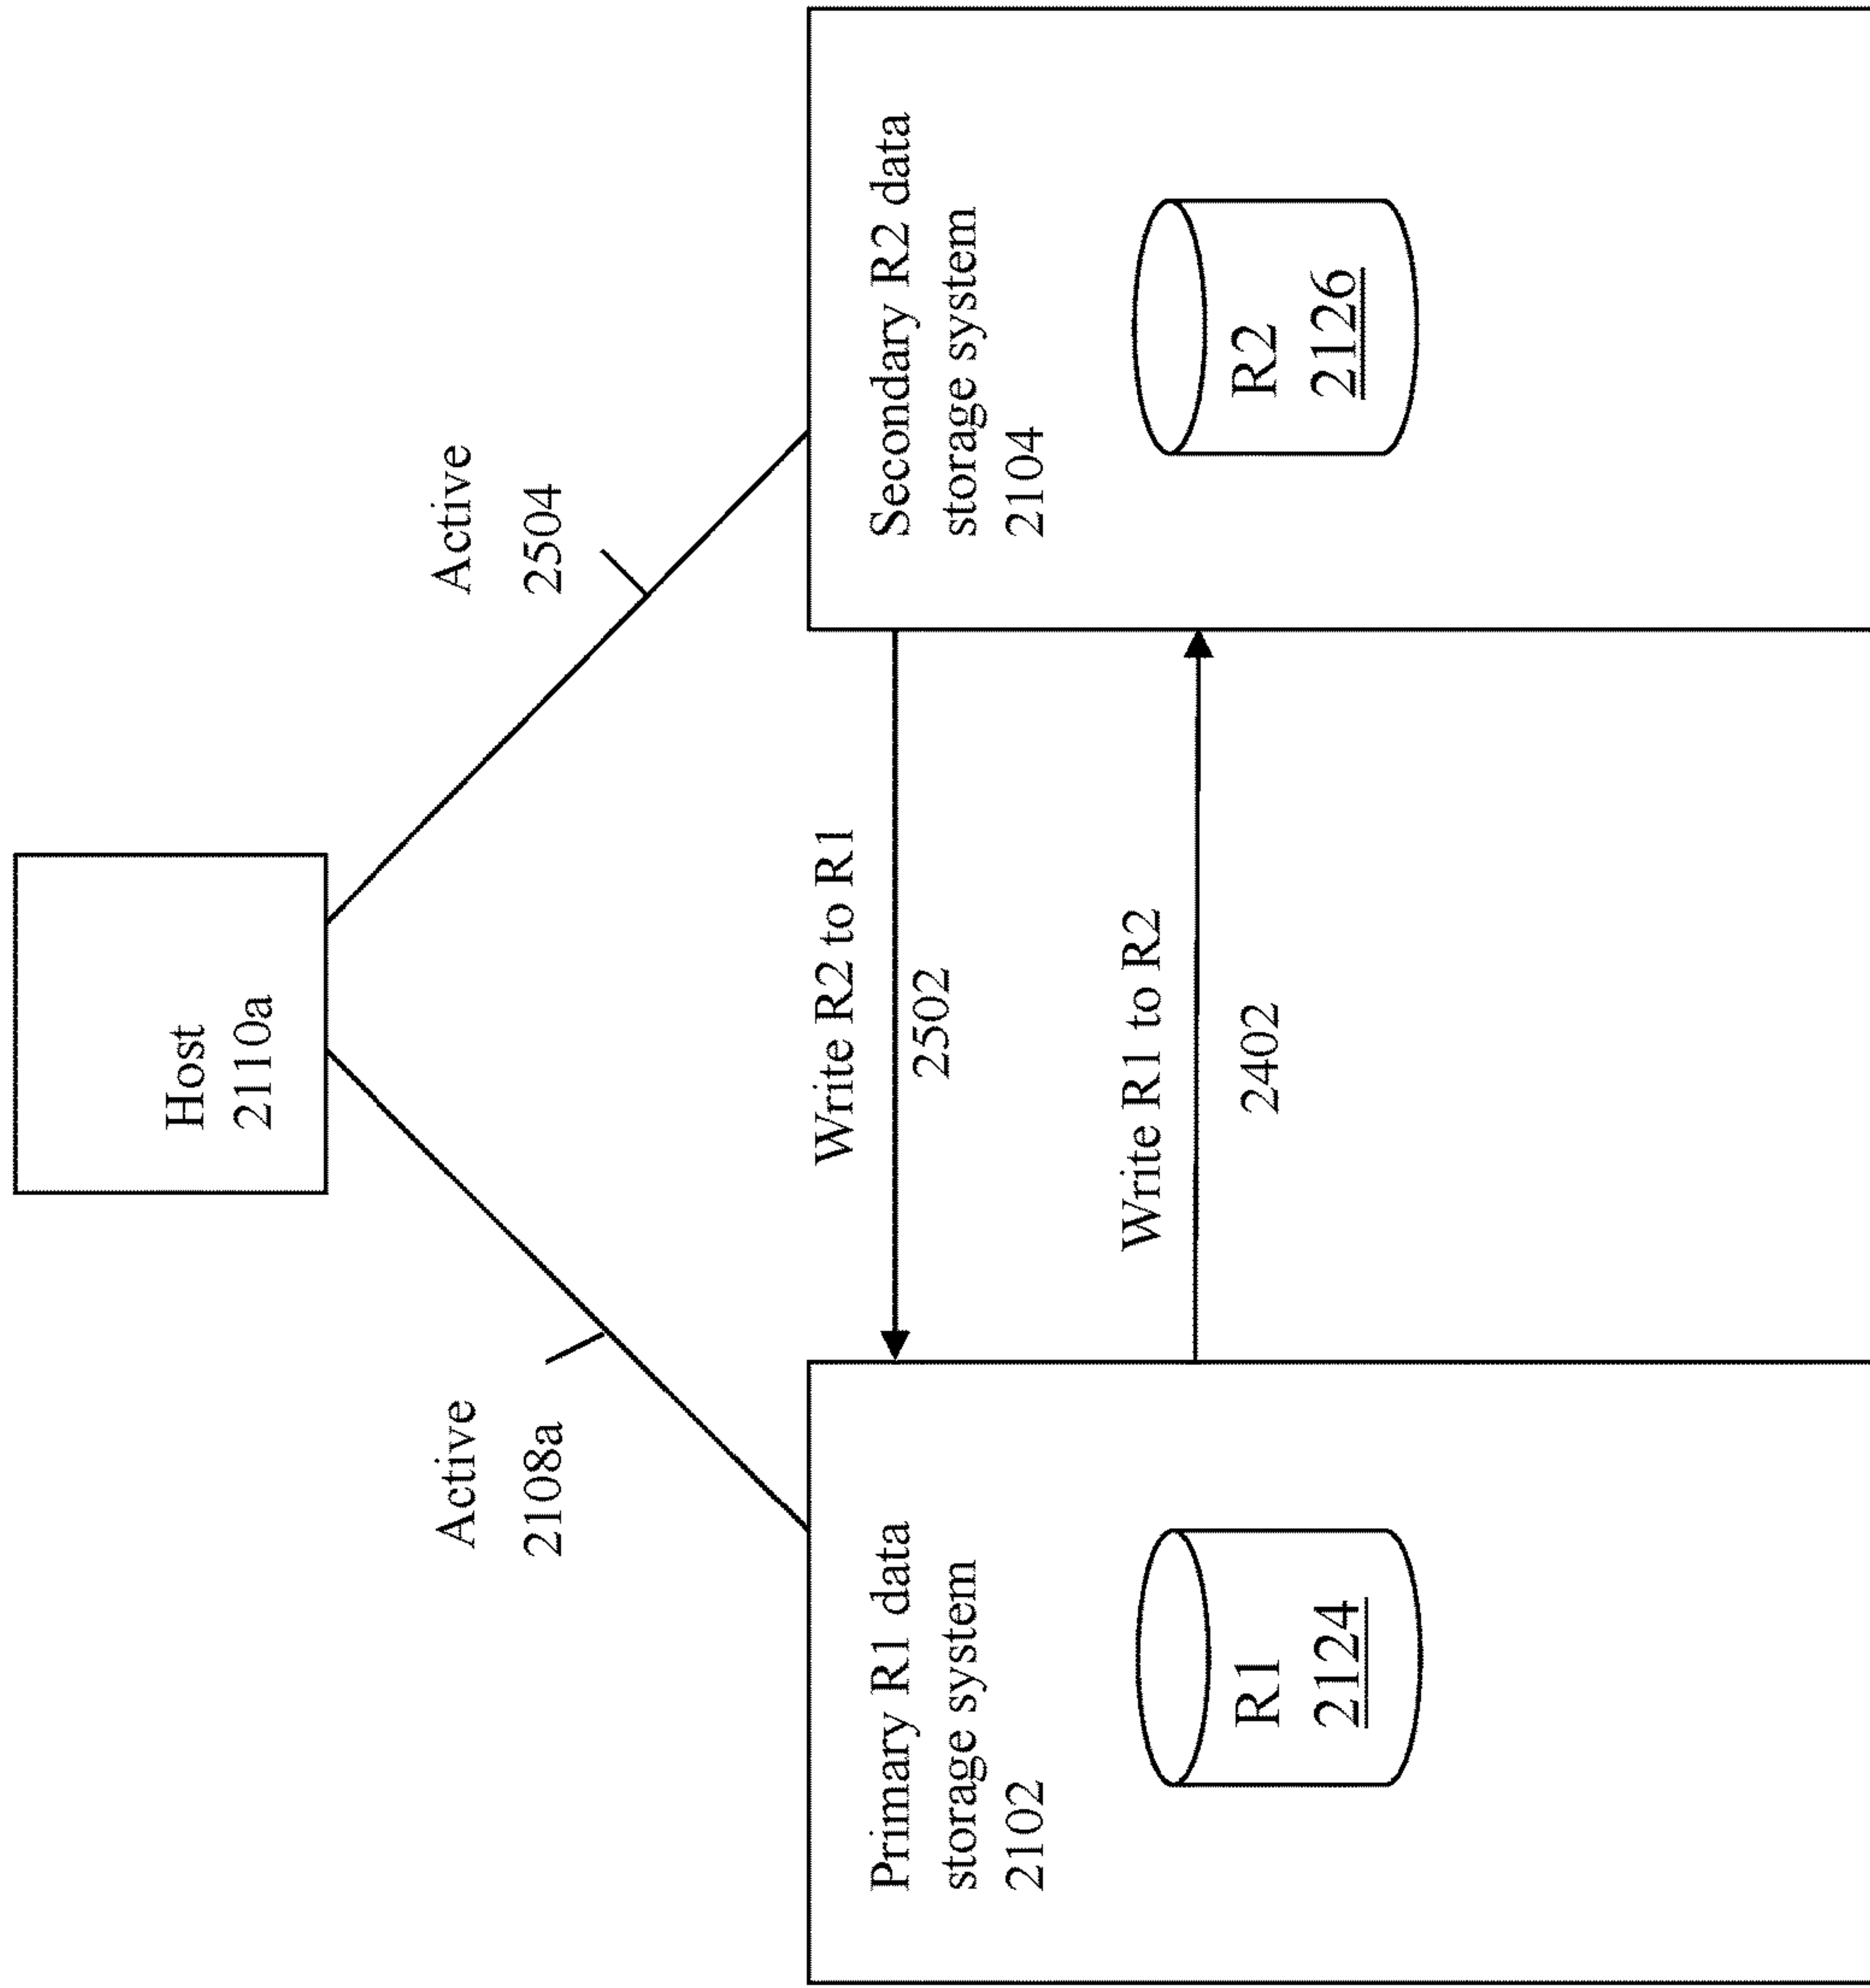 Host
2110a
Active
2108a
Active
2504
Primary R1 data
storage system
2102
Write R2 to R1
2502
Secondary R2 data
storage system
2104
Write R1 to R2
2402
R1
2124
R2
2126